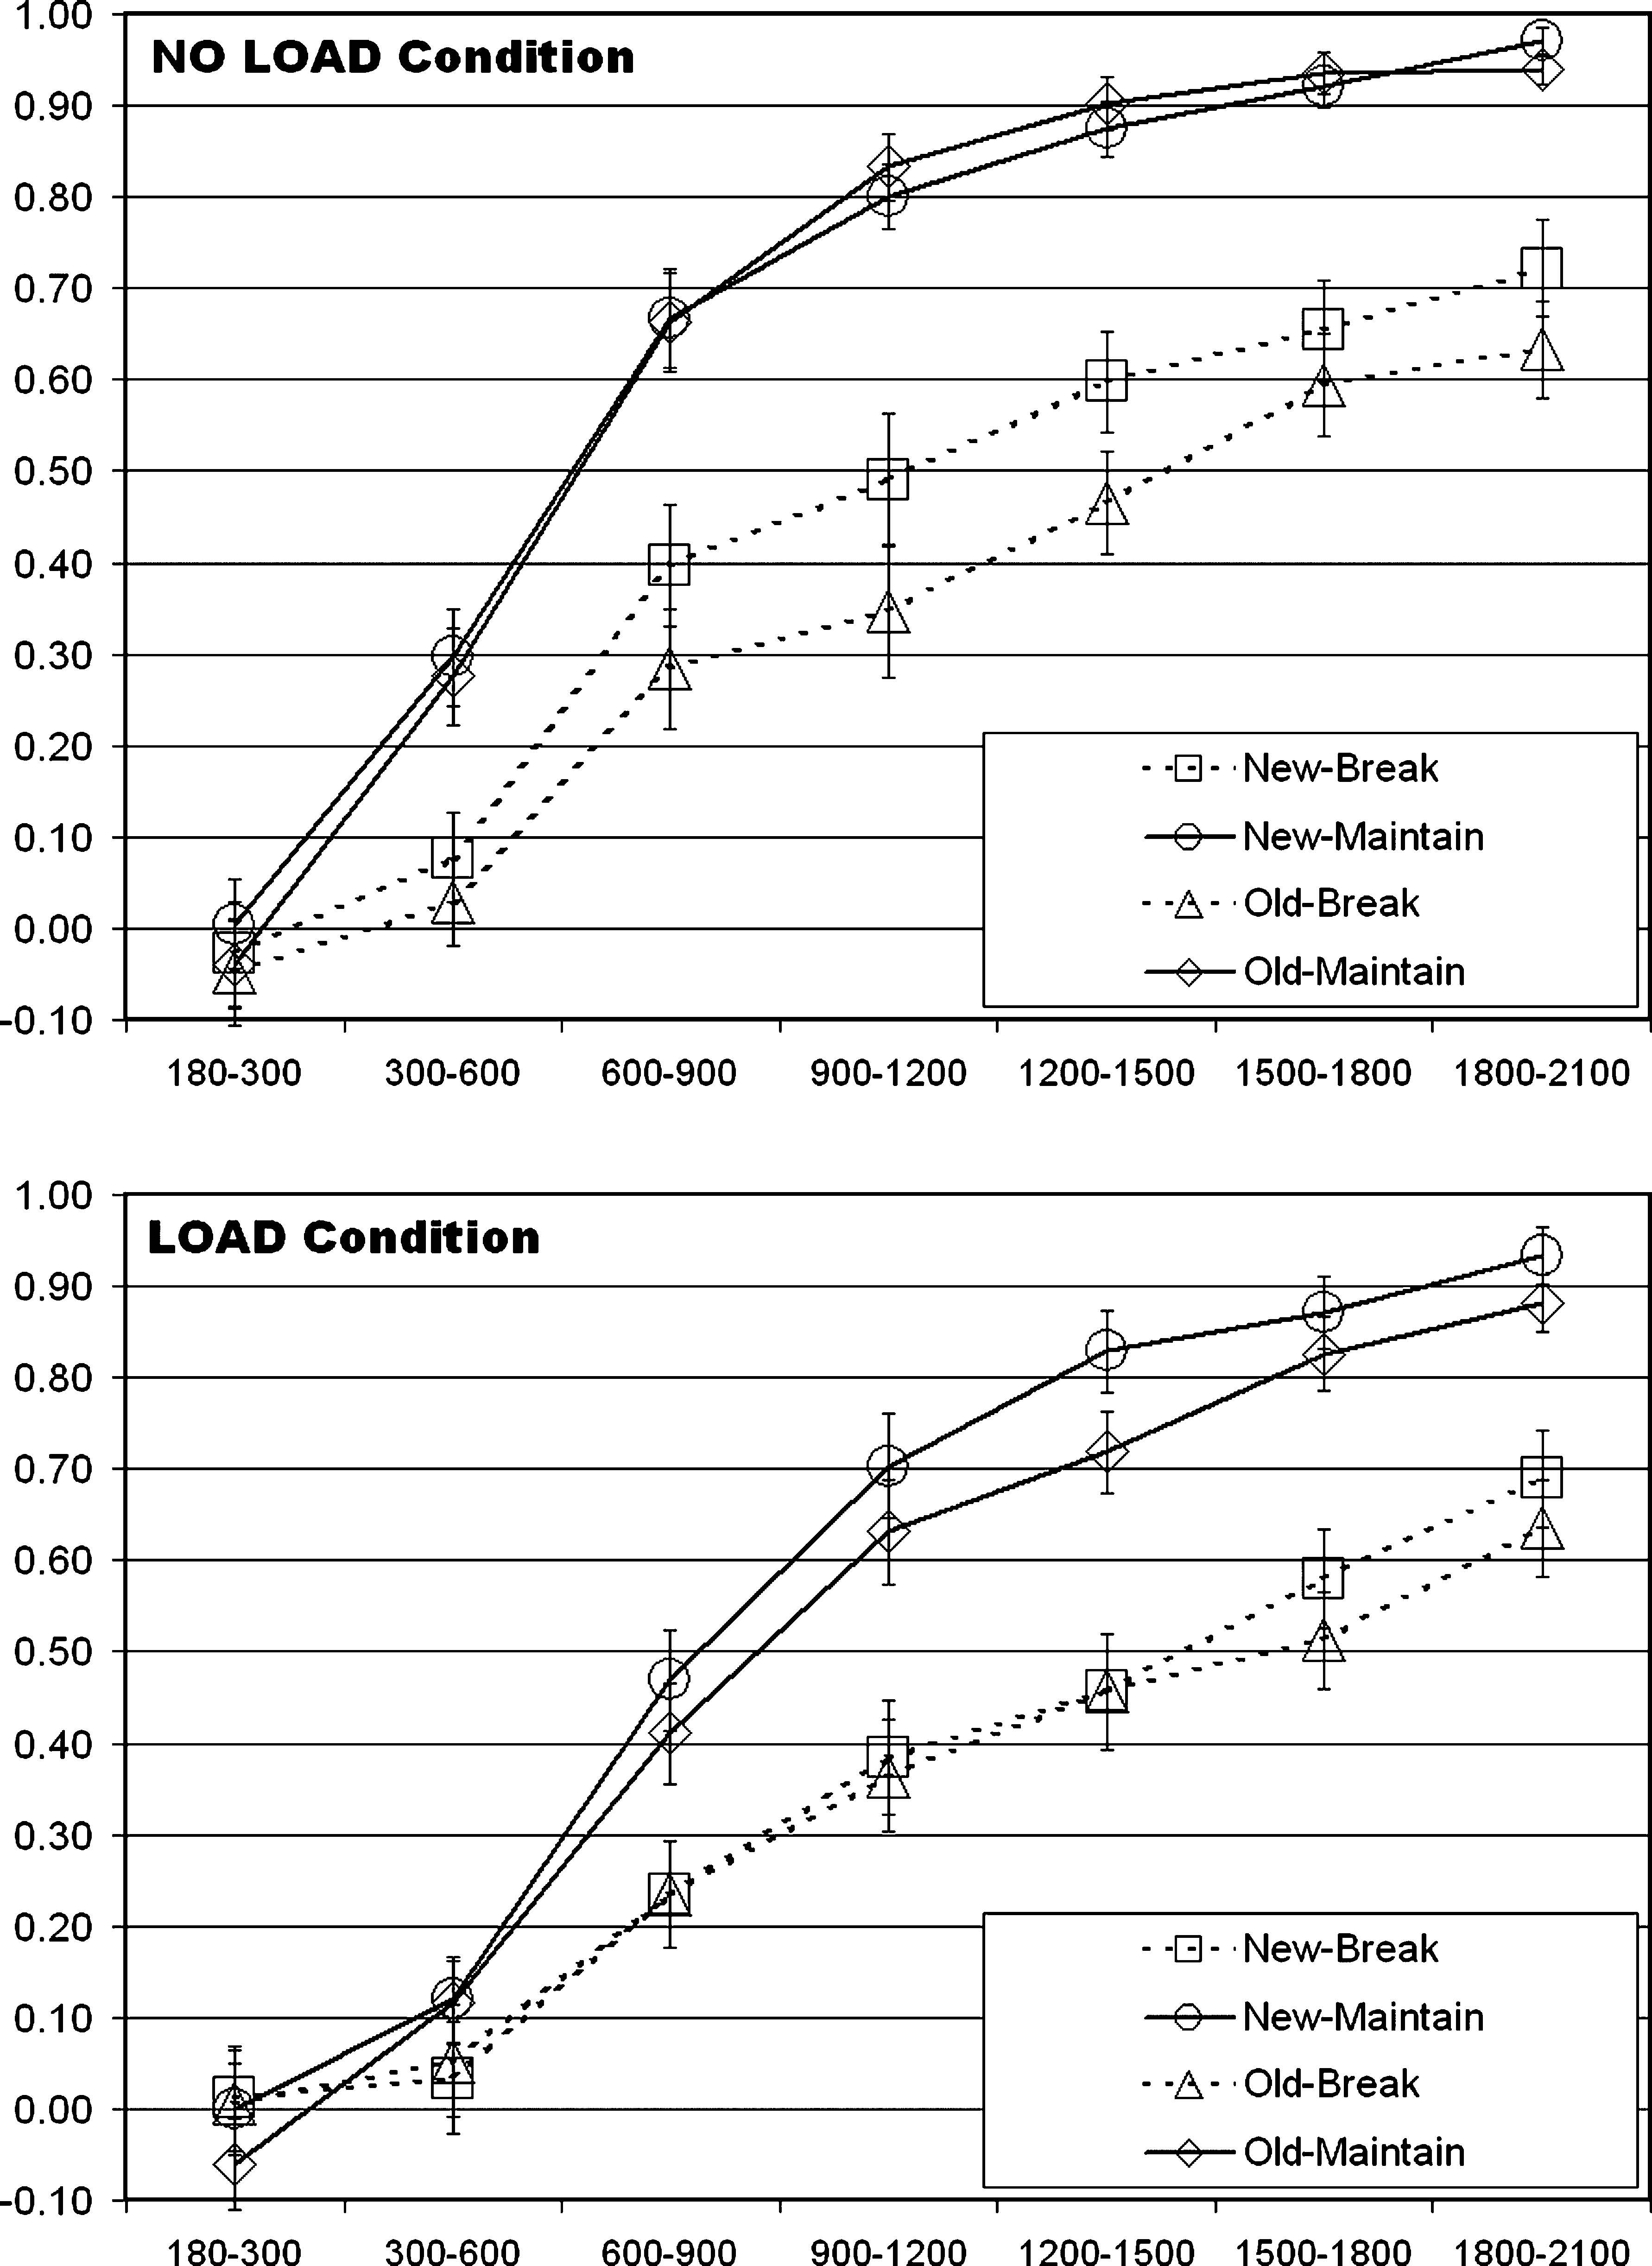 1.00
NO LOAD Condition
0.90
0.80
0.70
0.60
0.50
0.40
0.30
0.20
0.10
0.00
-0.10
New-Break
New-Maintain
Old-Break
Old-Maintain
180-300 300-600 600-900 900-1200 1200-1500 1500-1800 1800-2100
1.00
LOAD Condition
0.90
0.80
0.70
0.60
0.50
0.40
0.30
0.20
0.10
0.00
-0.10
New-Break
New-Maintain
Old-Break
Old-Maintain
180-300 300-600 600-900 900-1200 1200-1500 1500-1800 1800-2100